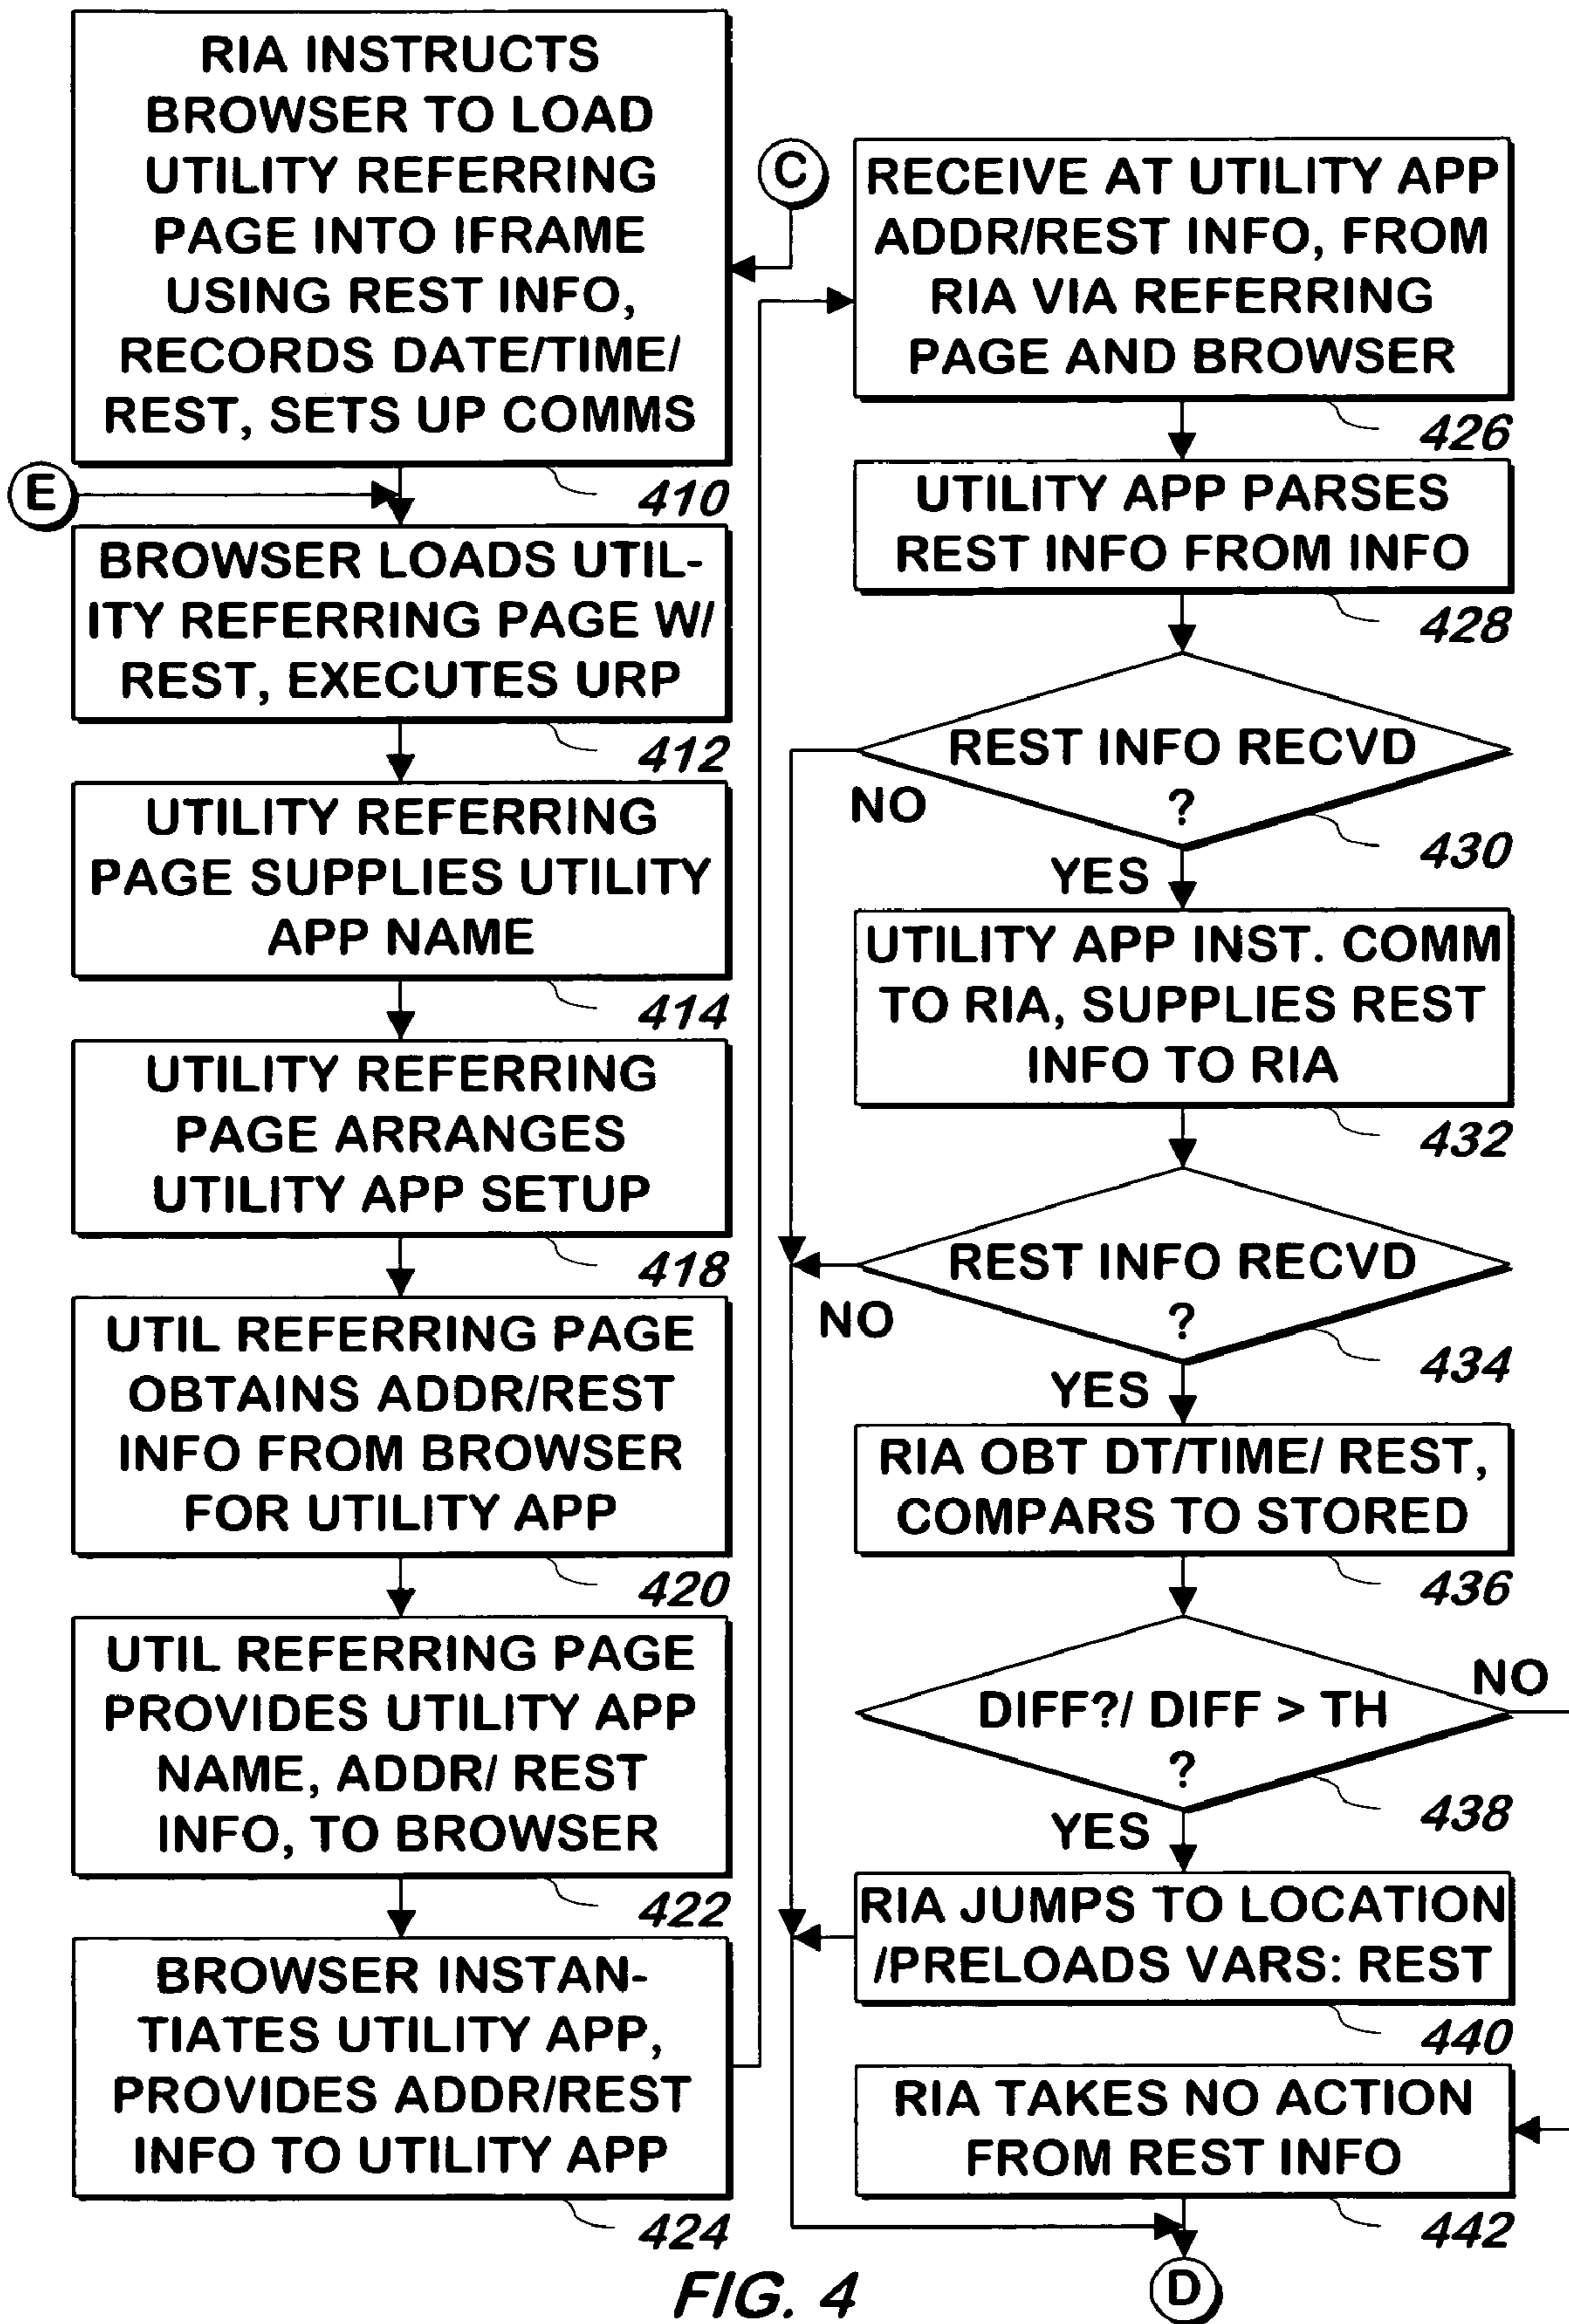 RIA INSTRUCTS
BROWSER TO LOAD
UTILITY REFERRING
PAGE INTO IFRAME
USING REST INFO,
RECORDS DATE/TIME/
REST, SETS UP COMMS
410
E
BROWSER LOADS UTIL-
ITY REFERRING PAGE W/
REST, EXECUTES URP
412
UTILITY REFERRING
PAGE SUPPLIES UTILITY
APP NAME
414
UTILITY REFERRING
PAGE ARRANGES
UTILITY APP SETUP
418
UTIL REFERRING PAGE
OBTAINS ADDR/REST
INFO FROM BROWSER
FOR UTILITY APP
420
UTIL REFERRING PAGE
PROVIDES UTILITY APP
NAME, ADDR/ REST
INFO, TO BROWSER
422
BROWSER INSTAN-
TIATES UTILITY APP,
PROVIDES ADDR/REST
INFO TO UTILITY APP
424
C
RECEIVE AT UTILITY APP
ADDR/REST INFO, FROM
RIA VIA REFERRING
PAGE AND BROWSER
426
UTILITY APP PARSES
REST INFO FROM INFO
428
REST INFO RECVD
?
NO
430
YES
UTILITY APP INST. COMM
TO RIA, SUPPLIES REST
INFO TO RIA
432
REST INFO RECVD
?
NO
434
YES
RIA OBT DT/TIME/ REST,
COMPARS TO STORED
436
NO
DIFF?/ DIFF > TH
?
438
YES
RIA JUMPS TO LOCATION
/PRELOADS VARS: REST
440
RIA TAKES NO ACTION
FROM REST INFO
442
D
FIG. 4